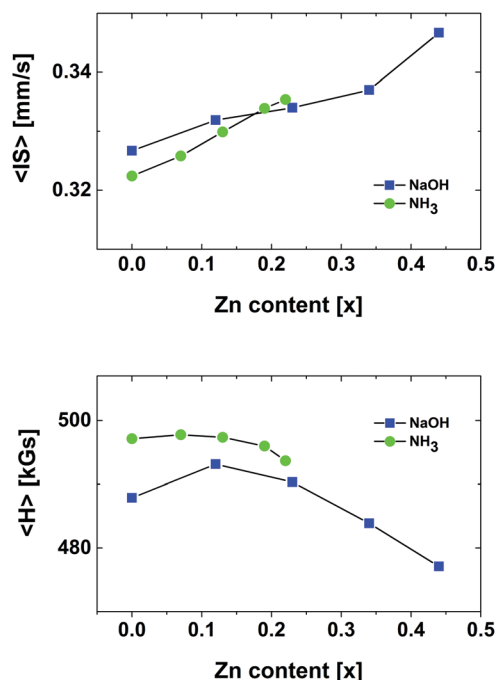 <IS> [mm/s]
0.34
0.32
NaOH
NH3
0.0 0.1 0.2 0.3 0.4 0.5
Zn content [x]
<H> [kGs]
500
480
NaOH
NH3
0.0 0.1 0.2 0.3 0.4 0.5
Zn content [x]